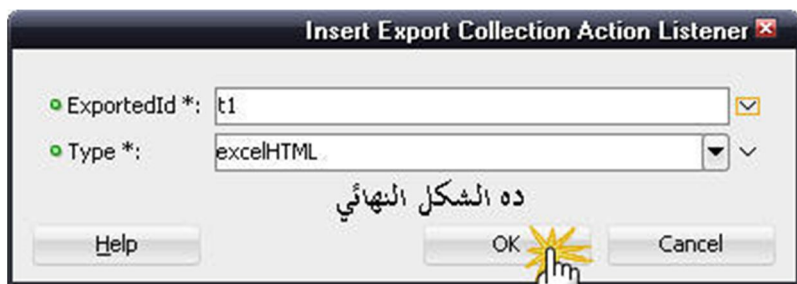 Insert Export Collection Action Listener
ExportedId *: t1
Type *: excelHTML
ده الشكل النهائي
Help OK Cancel